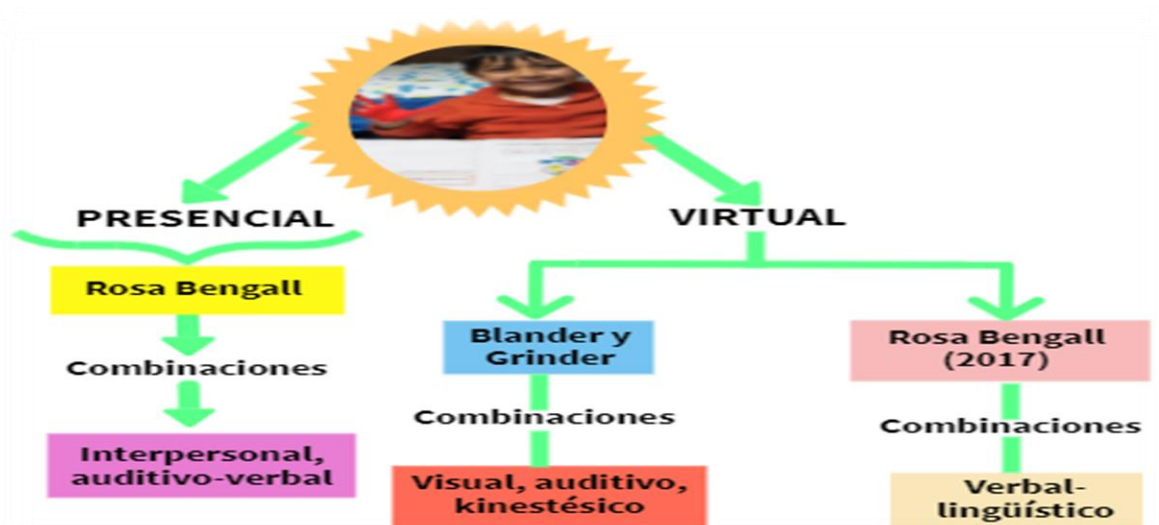 PRESENCIAL
Rosa Bengall
Combinaciones
Interpersonal,
auditivo-verbal
VIRTUAL
Blander y
Grinder
Combinaciones
Visual, auditivo,
kinestésico
Rosa Bengall
(2017)
Combinaciones
Verbal-
lingüístico